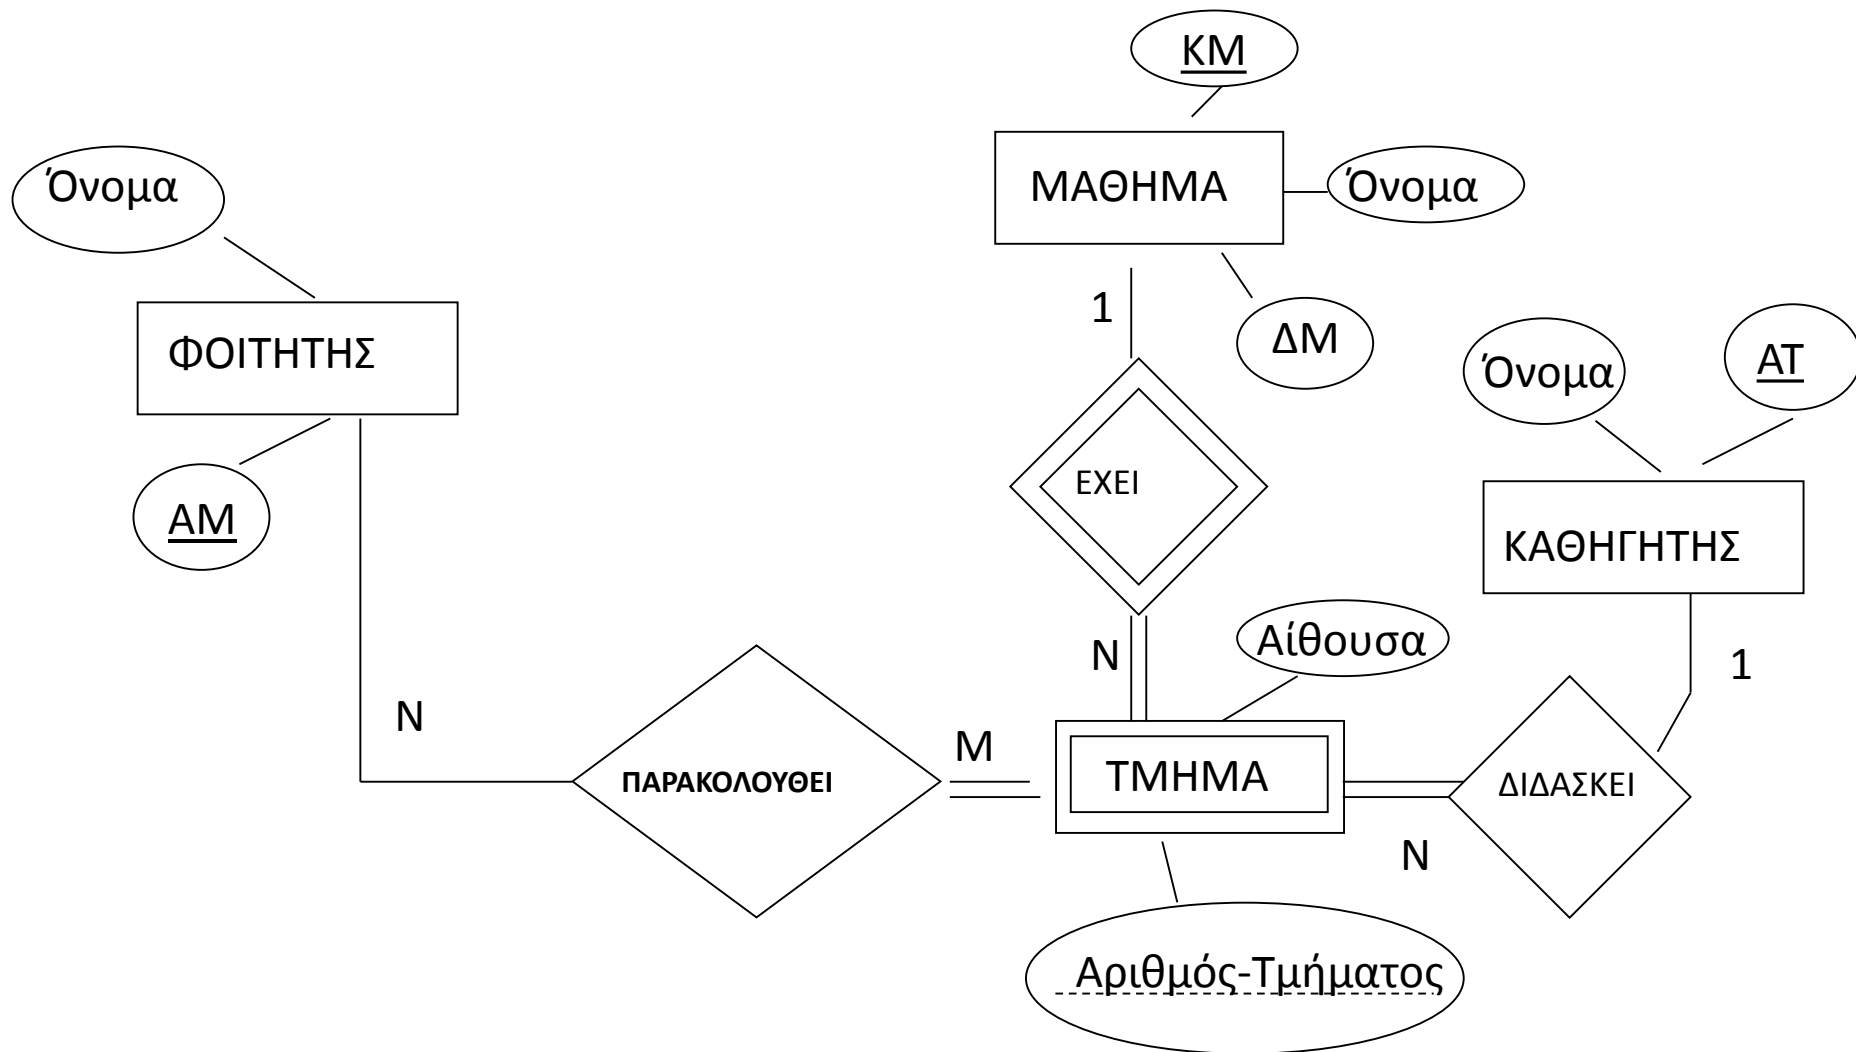 ΚΜ
Όνομα
ΜΑΘΗΜΑ
Όνομα
1
ΔΜ
ΦΟΙΤΗΤΗΣ
Όνομα
ΑΤ
ΑΜ
ΕΧΕΙ
ΚΑΘΗΓΗΤΗΣ
Ν
Αίθουσα
1
Ν
Μ
ΠΑΡΑΚΟΛΟΥΘΕΙ
ΤΜΗΜΑ
ΔΙΔΑΣΚΕΙ
Ν
Αριθμός-Τμήματος